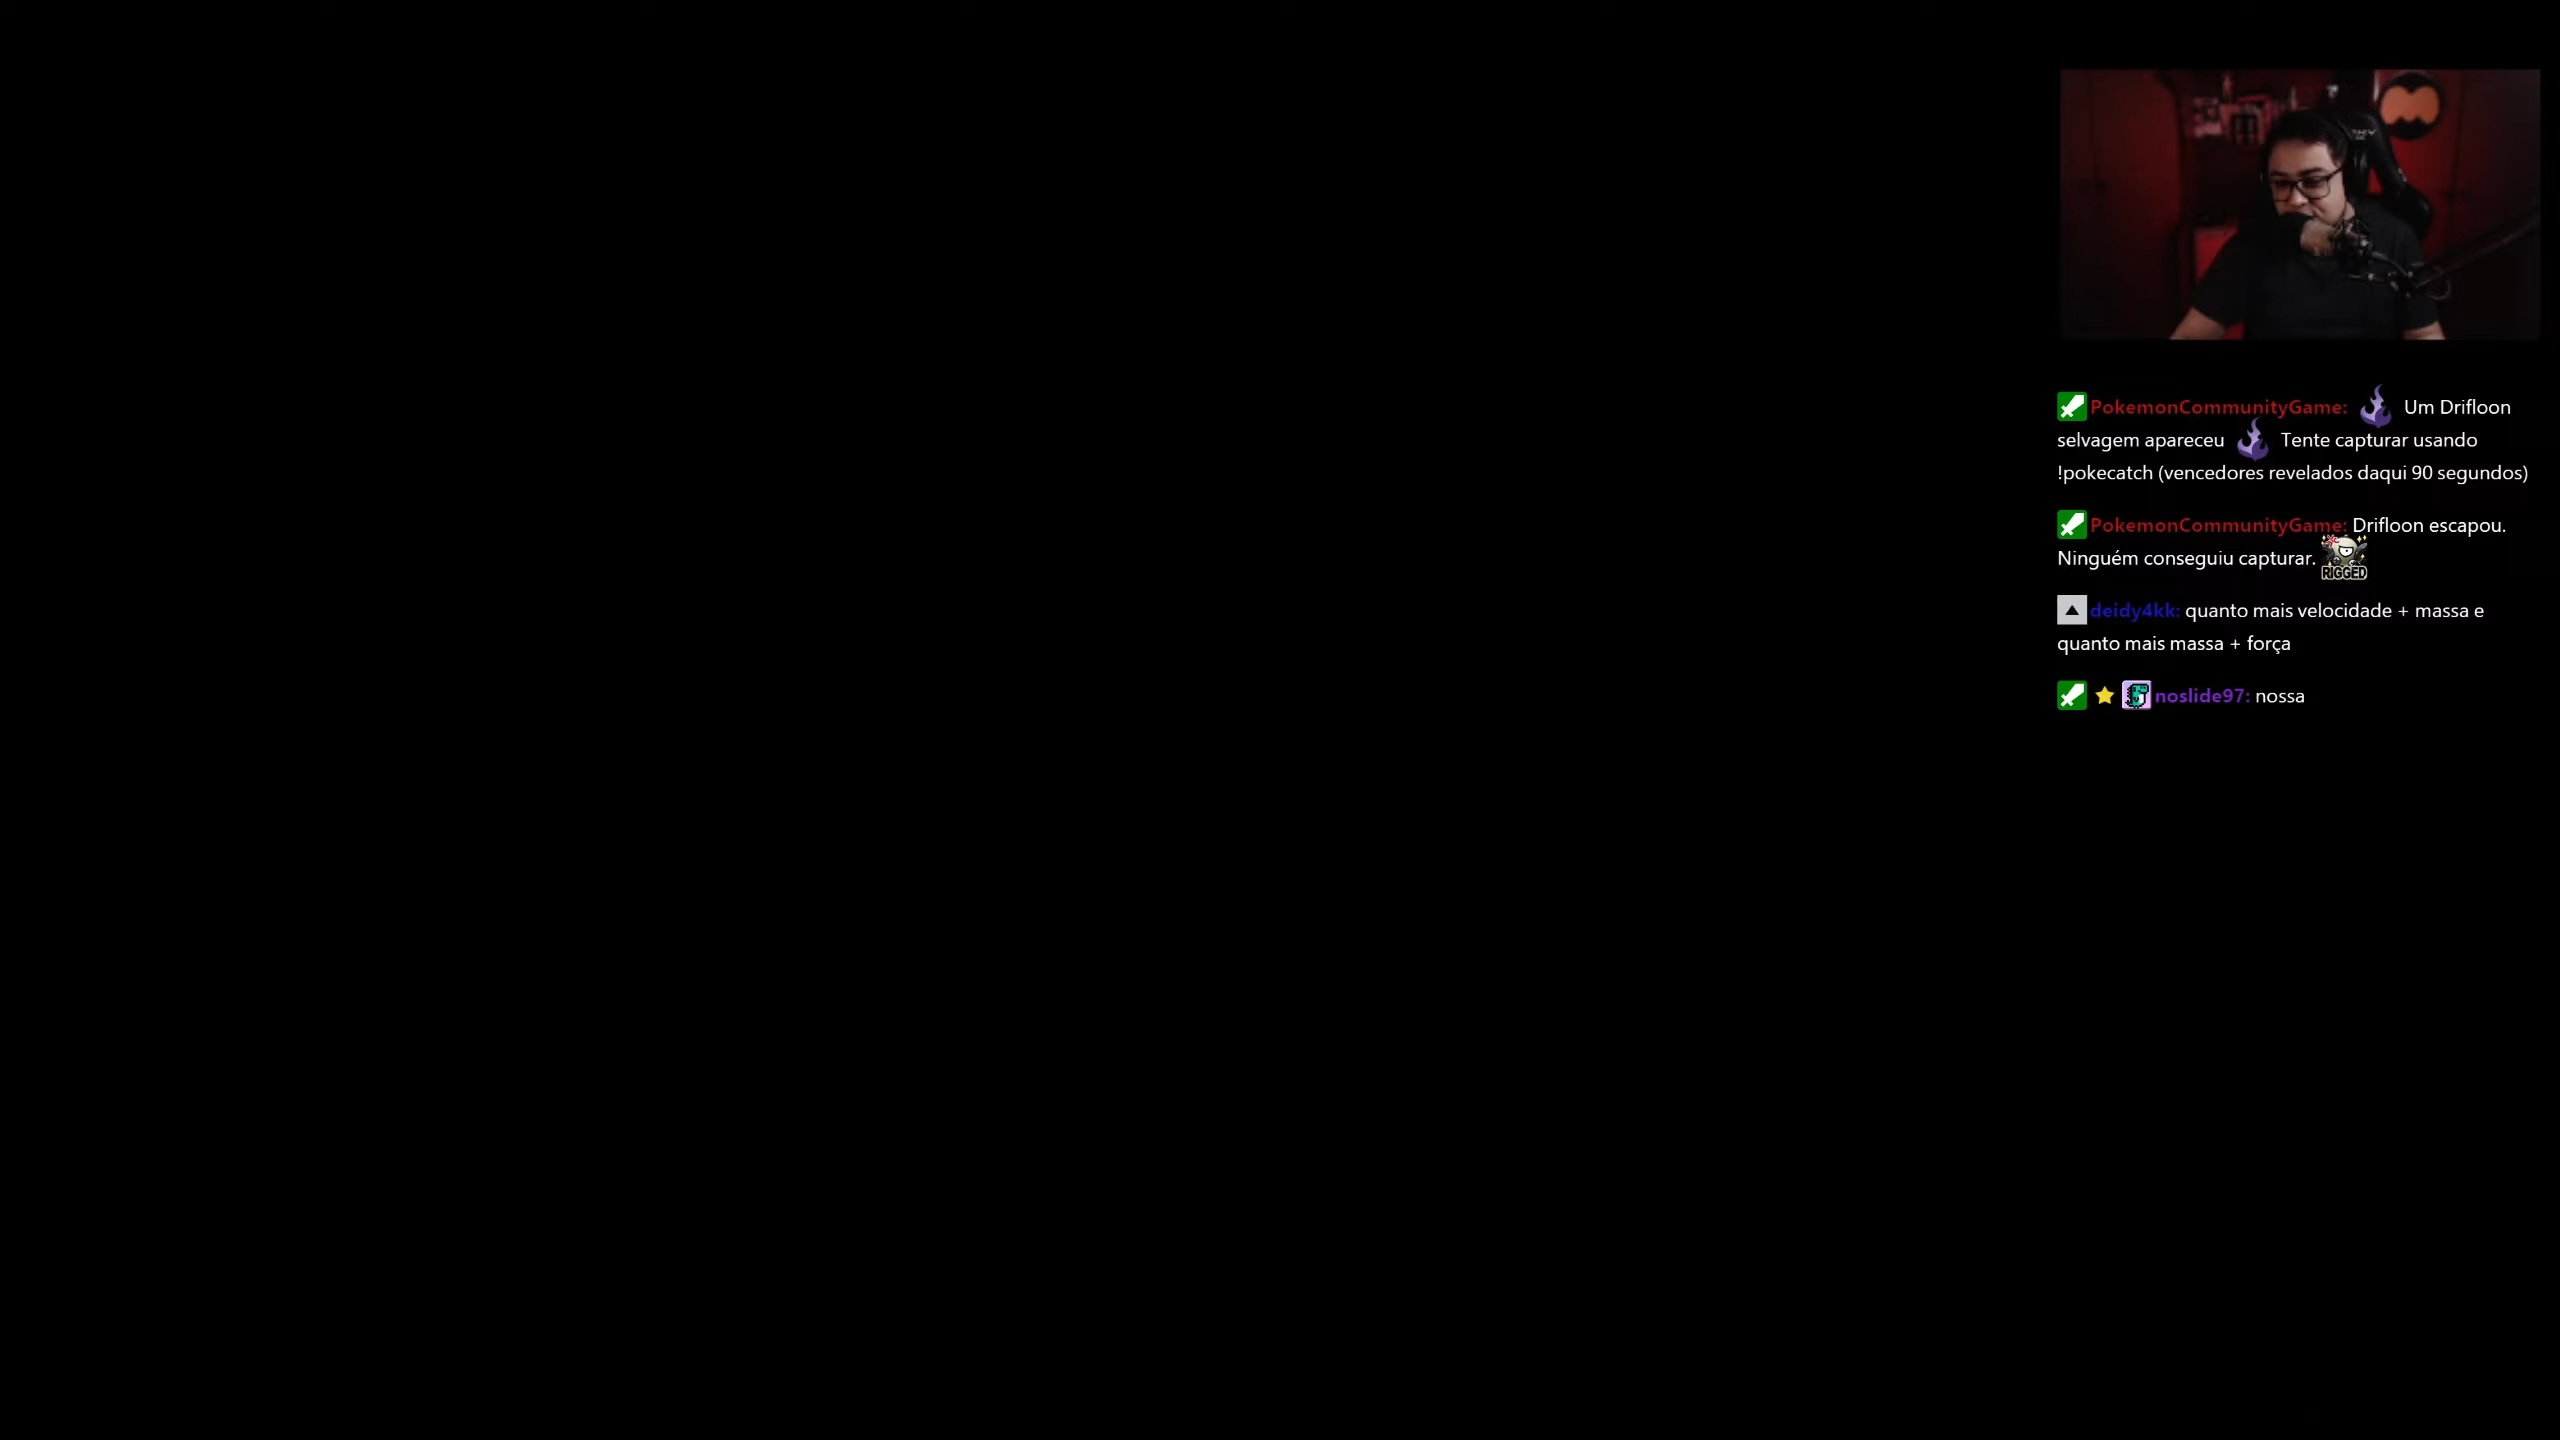 PokemonCommunityGame: Um Drifloon
selvagem apareceu Tente capturar usando
!pokecatch (vencedores revelados daqui 90 segundos)
PokemonCommunityGame: Drifloon escapou.
Ninguém conseguiu capturar. RIGGED
deidy4kk: quanto mais velocidade + massa e
quanto mais massa + força
noslide97: nossa